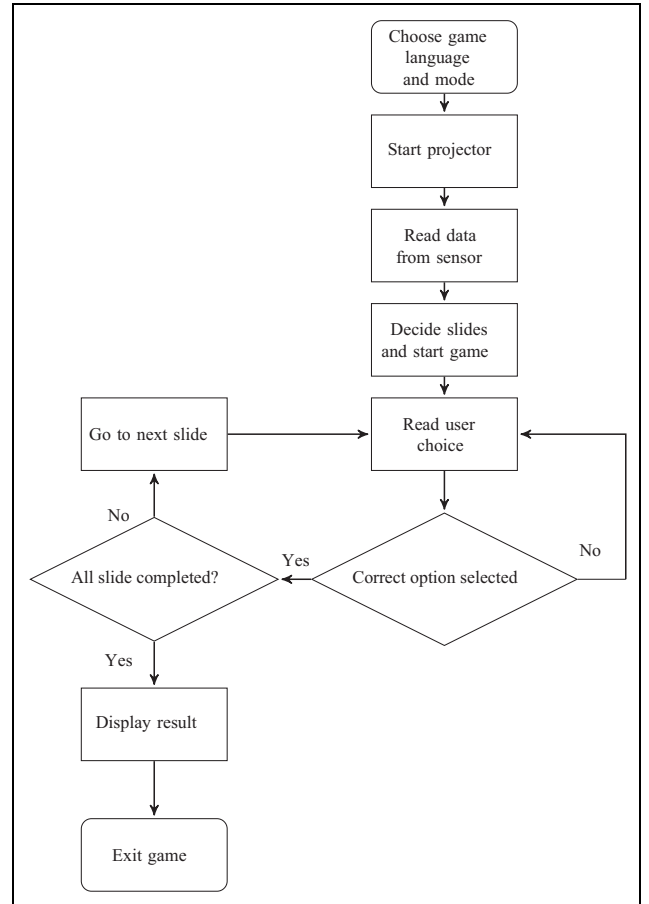 Choose game
language
and mode
Start projector
Read data
from sensor
Decide slides
and start game
Go to next slide
Read user
choice
No
All slide completed?
Yes
Correct option selected
No
Yes
Display result
Exit game